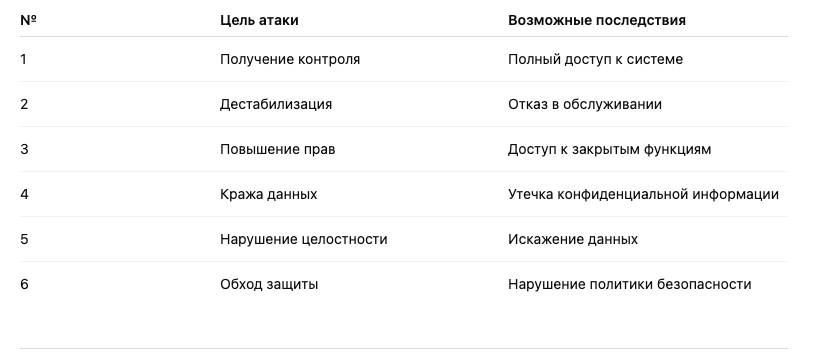 № Цель атаки Возможные последствия
1 Получение контроля Полный доступ к системе
2 Дестабилизация Отказ в обслуживании
3 Повышение прав Доступ к закрытым функциям
4 Кража данных Утечка конфиденциальной информации
5 Нарушение целостности Искажение данных
6 Обход защиты Нарушение политики безопасности